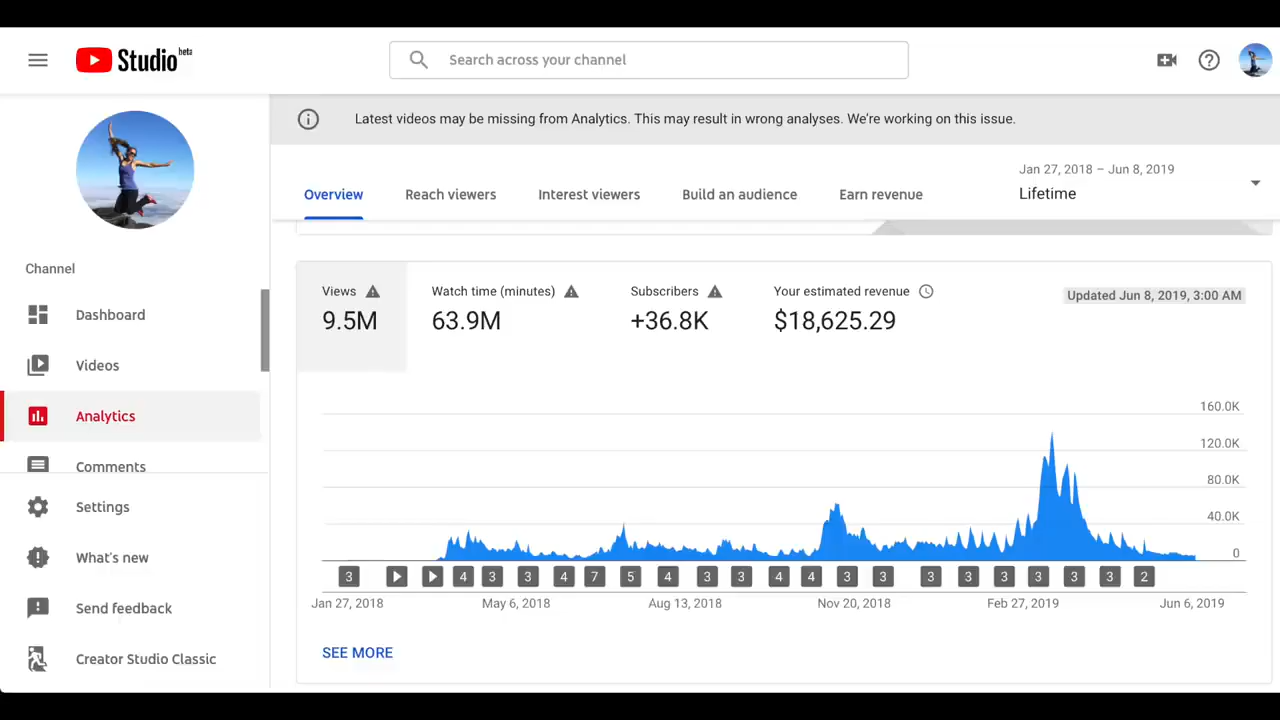 Studio beta
Search across your channel
Latest videos may be missing from Analytics. This may result in wrong analyses. We're working on this issue.
Overview Reach viewers Interest viewers Build an audience Earn revenue
Jan 27, 2018 – Jun 8, 2019
Lifetime
Channel
Dashboard
Videos
Analytics
Comments
Settings
What's new
Send feedback
Creator Studio Classic
Views Watch time (minutes) Subscribers Your estimated revenue
9.5M 63.9M +36.8K $18,625.29
Updated Jun 8, 2019, 3:00 AM
160.0K
120.0K
80.0K
40.0K
0
3 4 3 3 4 7 5 4 3 3 4 4 3 3 3 3 3 3 3 3 2
Jan 27, 2018 May 6, 2018 Aug 13, 2018 Nov 20, 2018 Feb 27, 2019 Jun 6, 2019
SEE MORE